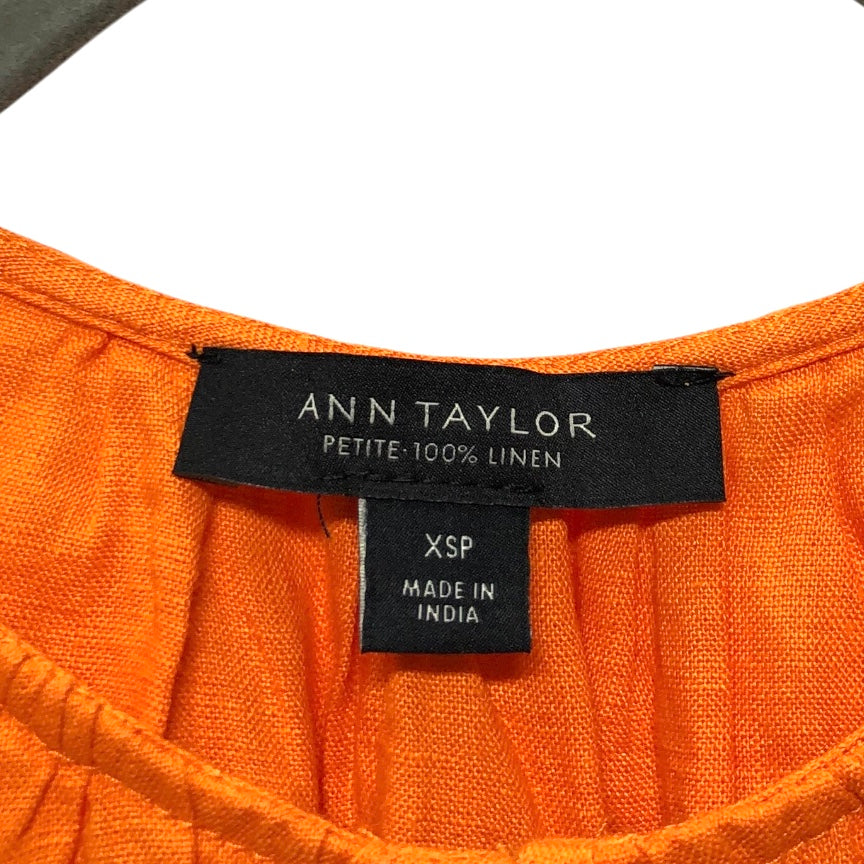 ANN TAYLOR
PETITE·100% LINEN
XSP
MADE IN
INDIA